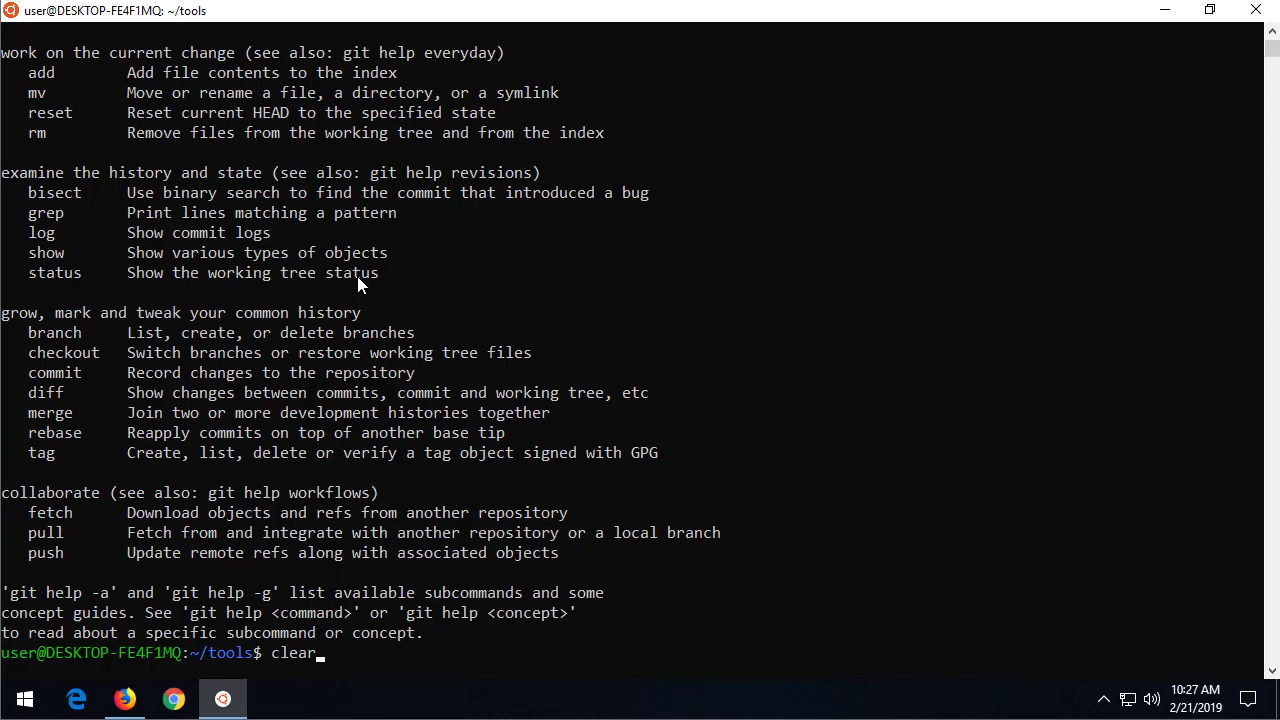 user@DESKTOP-FE4F1MQ: ~/tools
work on the current change (see also: git help everyday)
add Add file contents to the index
mv Move or rename a file, a directory, or a symlink
reset Reset current HEAD to the specified state
rm Remove files from the working tree and from the index
examine the history and state (see also: git help revisions)
bisect Use binary search to find the commit that introduced a bug
grep Print lines matching a pattern
log Show commit logs
show Show various types of objects
status Show the working tree status
grow, mark and tweak your common history
branch List, create, or delete branches
checkout Switch branches or restore working tree files
commit Record changes to the repository
diff Show changes between commits, commit and working tree, etc
merge Join two or more development histories together
rebase Reapply commits on top of another base tip
tag Create, list, delete or verify a tag object signed with GPG
collaborate (see also: git help workflows)
fetch Download objects and refs from another repository
pull Fetch from and integrate with another repository or a local branch
push Update remote refs along with associated objects
'git help -a' and 'git help -g' list available subcommands and some
concept guides. See 'git help <command>' or 'git help <concept>'
to read about a specific subcommand or concept.
user@DESKTOP-FE4F1MQ:~/tools$ clear
10:27 AM
2/21/2019